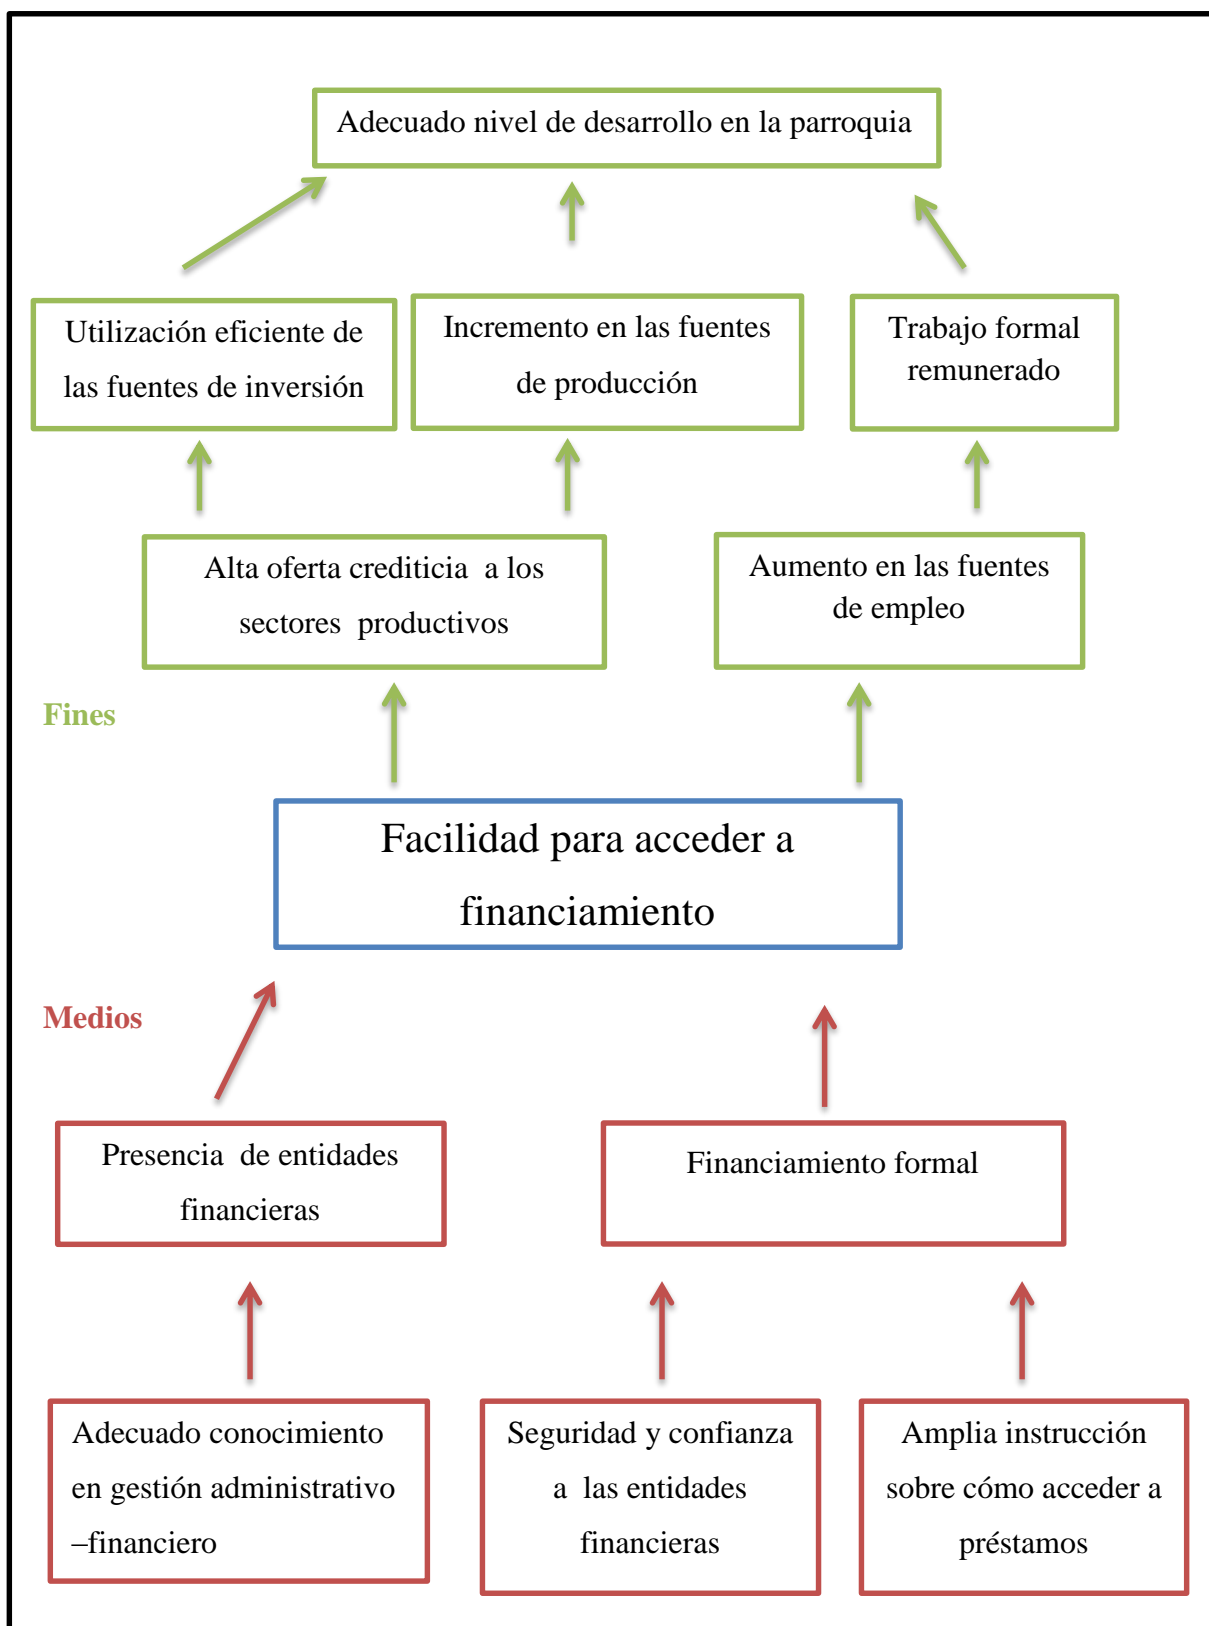 Adecuado nivel de desarrollo en la parroquia
Utilización eficiente de
las fuentes de inversión
Incremento en las fuentes
de producción
Trabajo formal
remunerado
Alta oferta crediticia a los
sectores productivos
Aumento en las fuentes
de empleo
Fines
Facilidad para acceder a
financiamiento
Medios
Presencia de entidades
financieras
Financiamiento formal
Adecuado conocimiento
en gestión administrativo
–financiero
Seguridad y confianza
a las entidades
financieras
Amplia instrucción
sobre cómo acceder a
préstamos